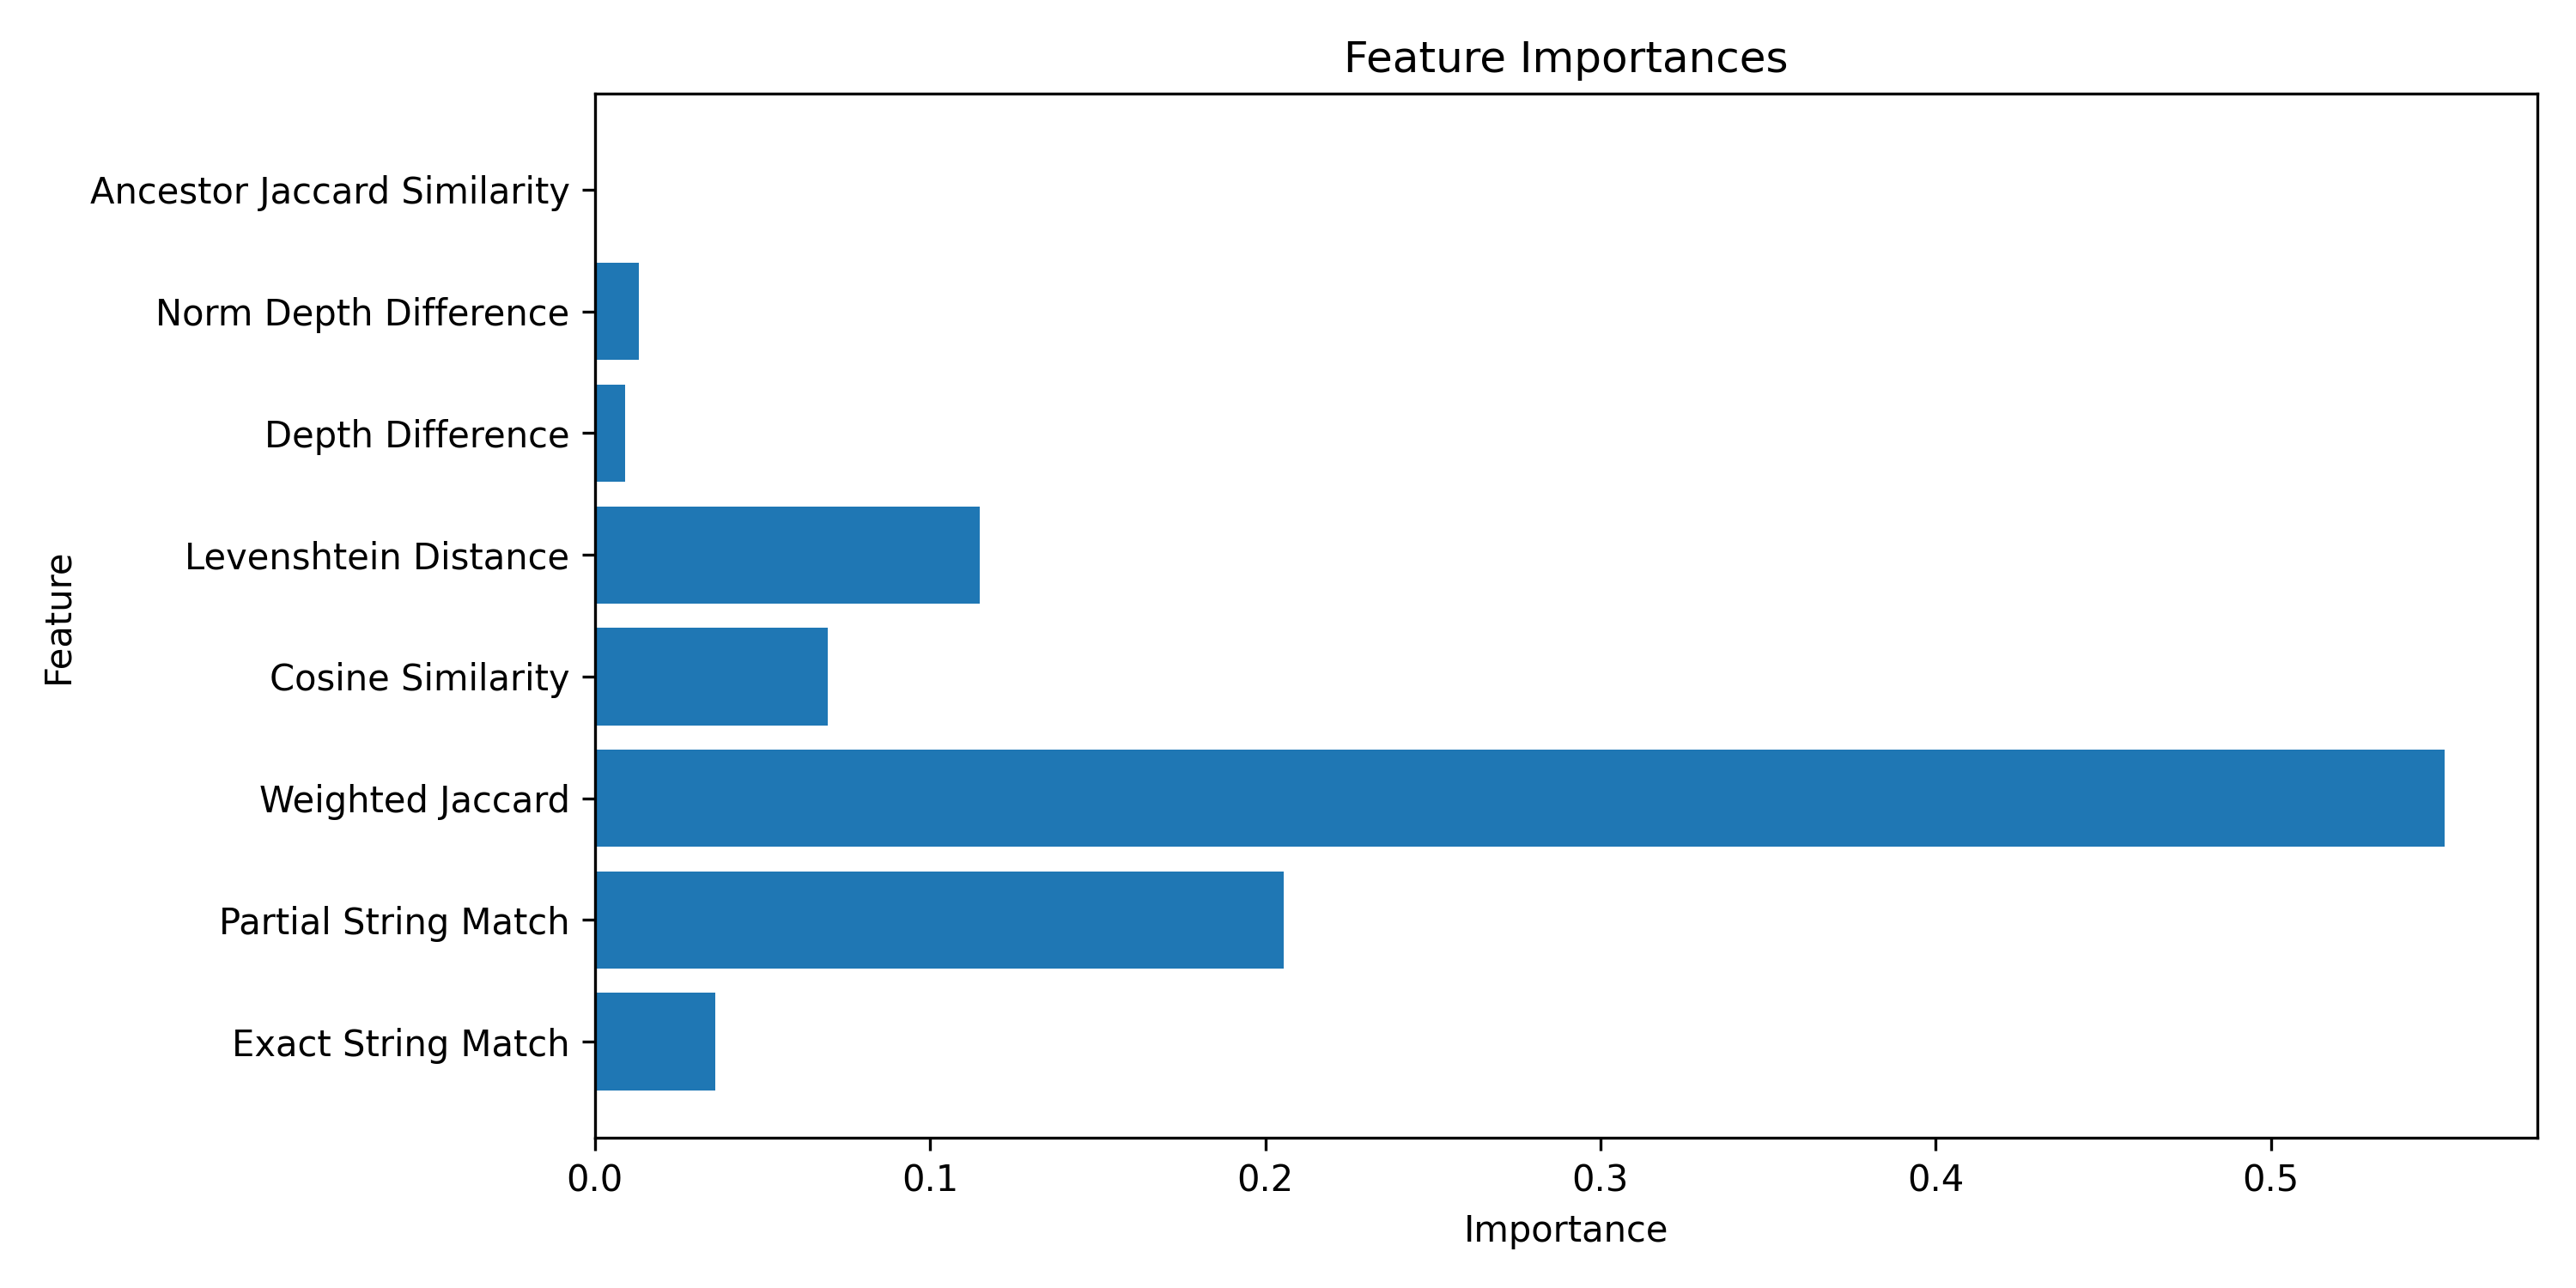 Feature Importances
Ancestor Jaccard Similarity
Norm Depth Difference
Depth Difference
Levenshtein Distance
Cosine Similarity
Weighted Jaccard
Partial String Match
Exact String Match
Feature
0.0 0.1 0.2 0.3 0.4 0.5
Importance